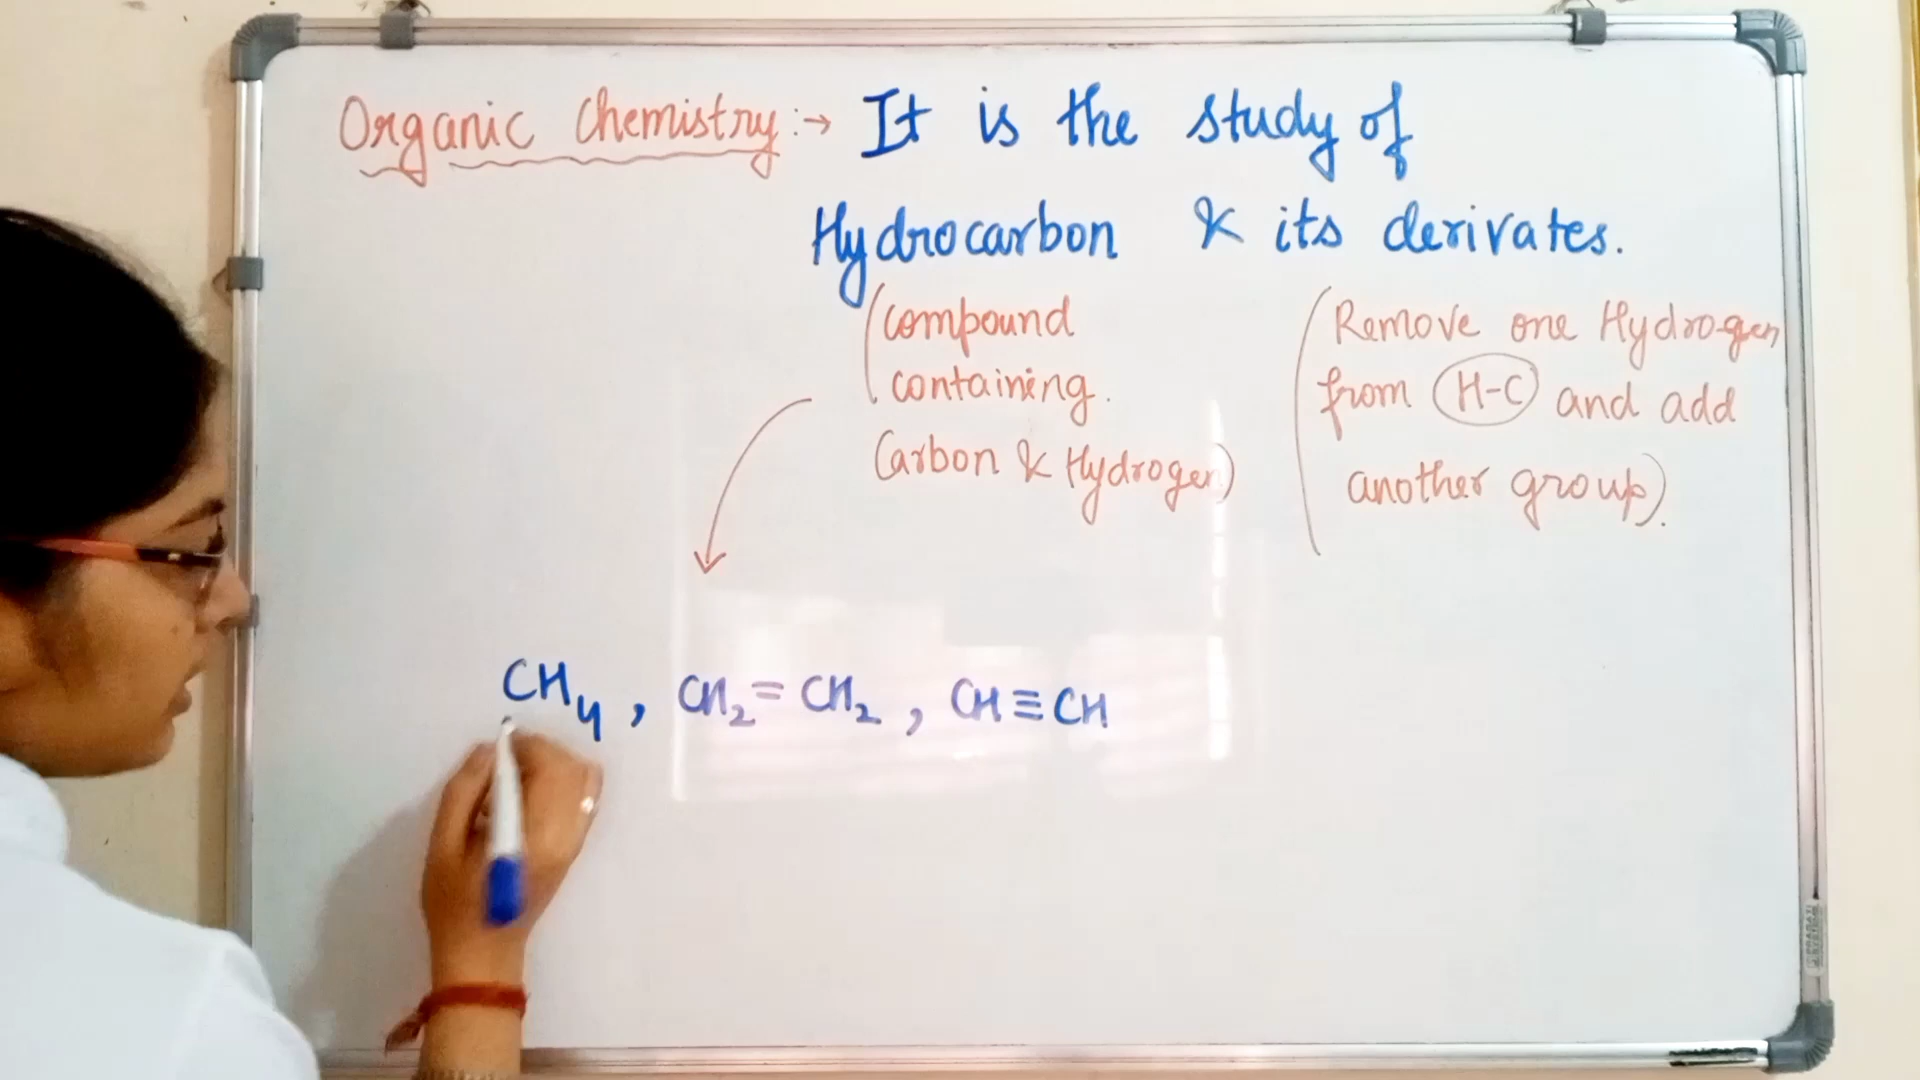 Organic Chemistry :→ It is the study of
Hydrocarbon & its derivates.
(compound
containing.
Carbon & Hydrogen)
(Remove one Hydrogen
from H-C and add
another group).
CH₄, CH₂=CH₂, CH≡CH